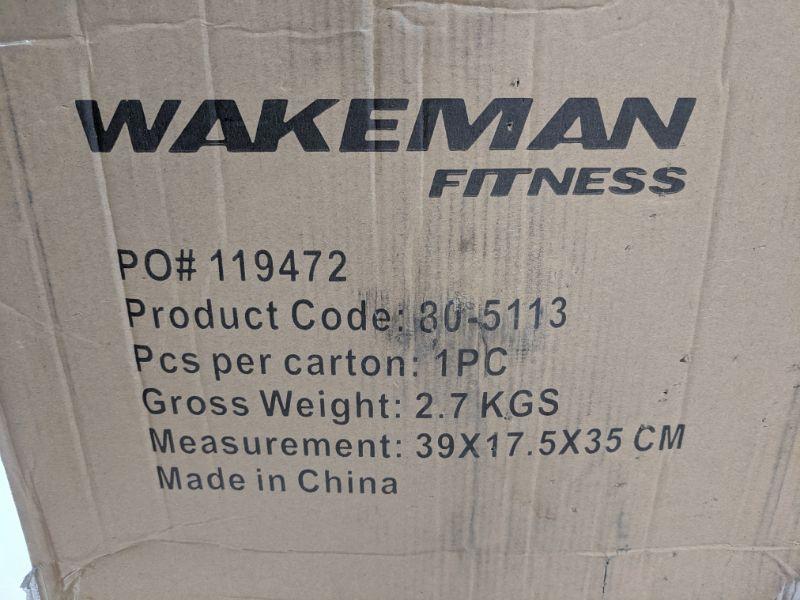 WAKEMAN
FITNESS
PO# 119472
Product Code: 80-5113
Pcs per carton: 1PC
Gross Weight: 2.7 KGS
Measurement: 39X17.5X35 CM
Made in China